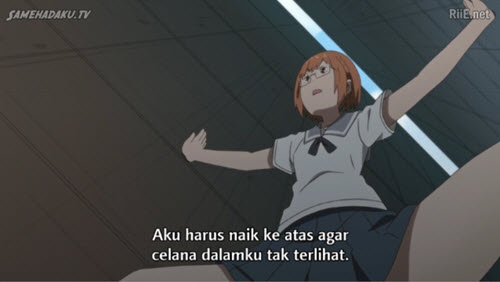 SAMEHADAKU.TV
RiiE.net
Aku harus naik ke atas agar
celana dalamku tak terlihat.